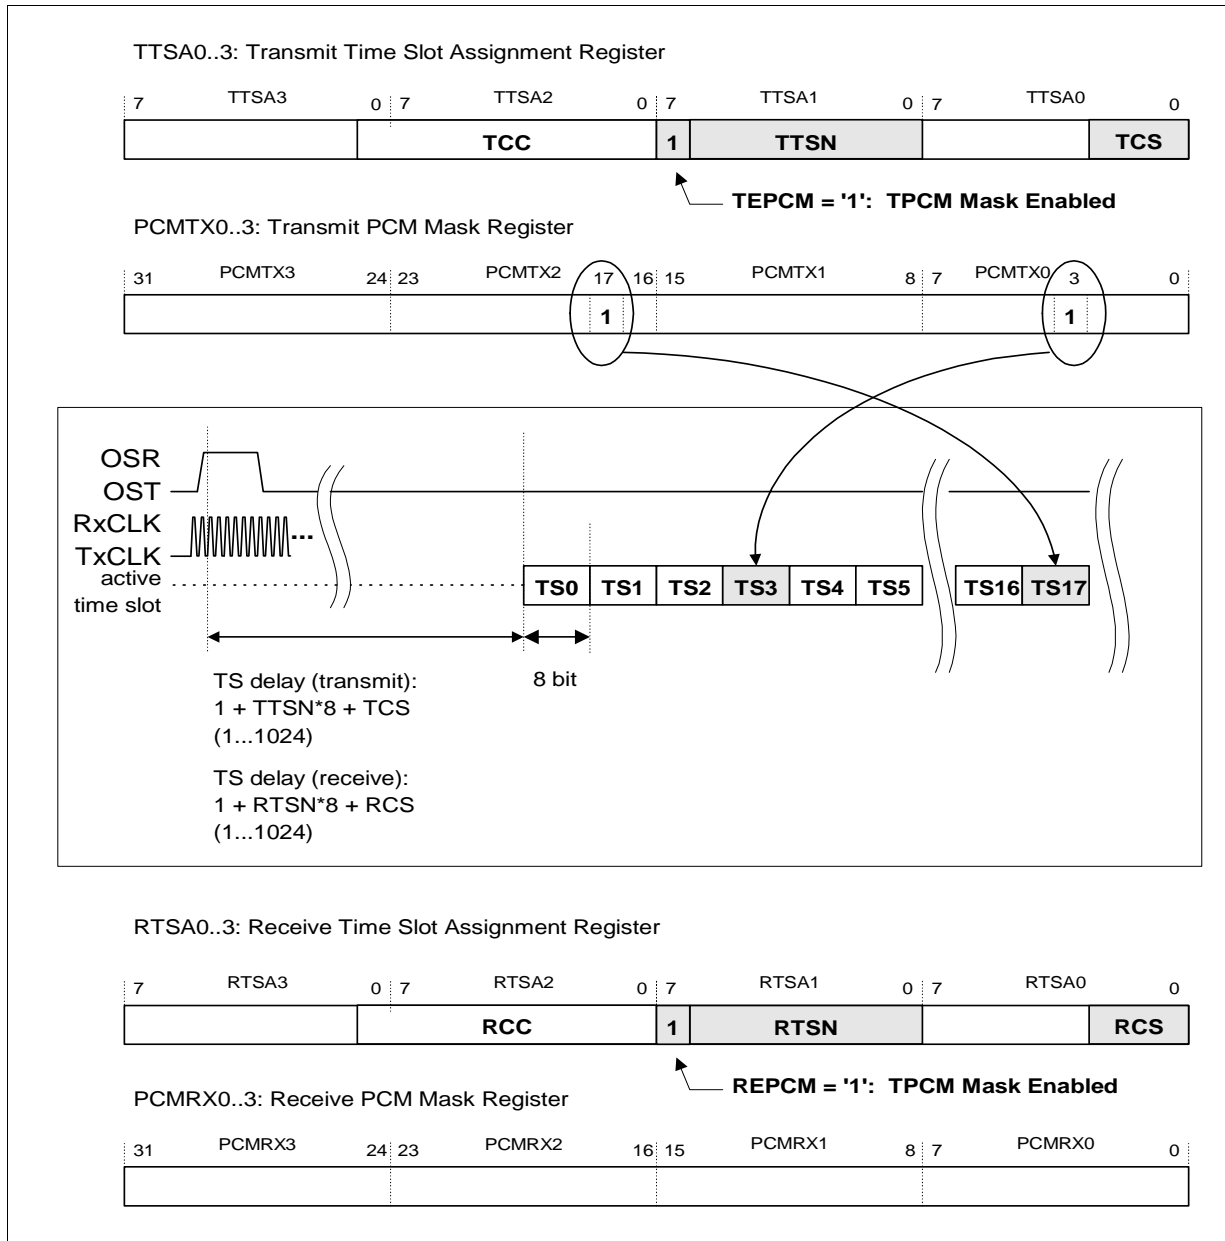 TTSA0..3: Transmit Time Slot Assignment Register
7 TTSA3 0 7 TTSA2 0 7 TTSA1 0 7 TTSA0 0
TCC 1 TTSN TCS
TEPCM = '1': TPCM Mask Enabled
PCMTX0..3: Transmit PCM Mask Register
31 PCMTX3 24 23 PCMTX2 17 16 15 PCMTX1 8 7 PCMTX0 3 0
1 1
OSR
OST
RxCLK
...
TxCLK
active
time slot
TS0 TS1 TS2 TS3 TS4 TS5 TS16 TS17
TS delay (transmit):
1 + TTSN*8 + TCS
(1...1024)
8 bit
TS delay (receive):
1 + RTSN*8 + RCS
(1...1024)
RTSA0..3: Receive Time Slot Assignment Register
7 RTSA3 0 7 RTSA2 0 7 RTSA1 0 7 RTSA0 0
RCC 1 RTSN RCS
REPCM = '1': TPCM Mask Enabled
PCMRX0..3: Receive PCM Mask Register
31 PCMRX3 24 23 PCMRX2 16 15 PCMRX1 8 7 PCMRX0 0